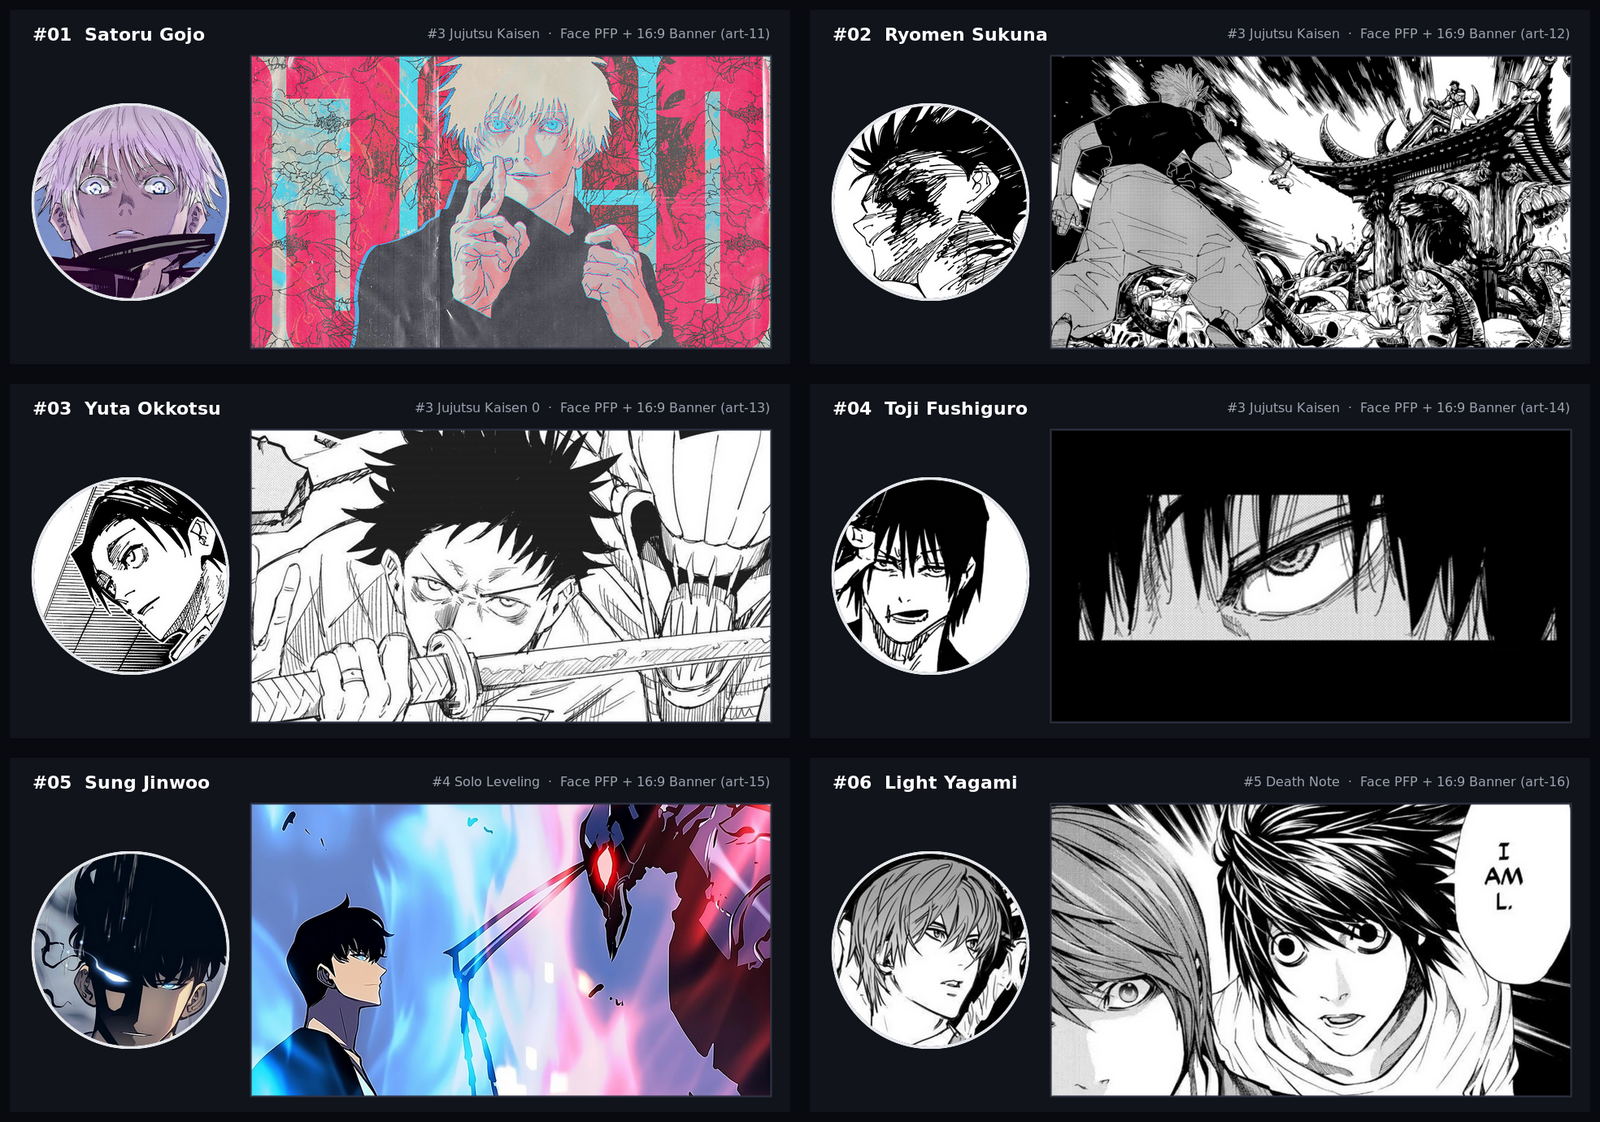 #01 Satoru Gojo
#3 Jujutsu Kaisen · Face PFP + 16:9 Banner (art-11)
#02 Ryomen Sukuna
#3 Jujutsu Kaisen · Face PFP + 16:9 Banner (art-12)
#03 Yuta Okkotsu
#3 Jujutsu Kaisen 0 · Face PFP + 16:9 Banner (art-13)
#04 Toji Fushiguro
#3 Jujutsu Kaisen · Face PFP + 16:9 Banner (art-14)
#05 Sung Jinwoo
#4 Solo Leveling · Face PFP + 16:9 Banner (art-15)
#06 Light Yagami
#5 Death Note · Face PFP + 16:9 Banner (art-16)
I
AM
L.